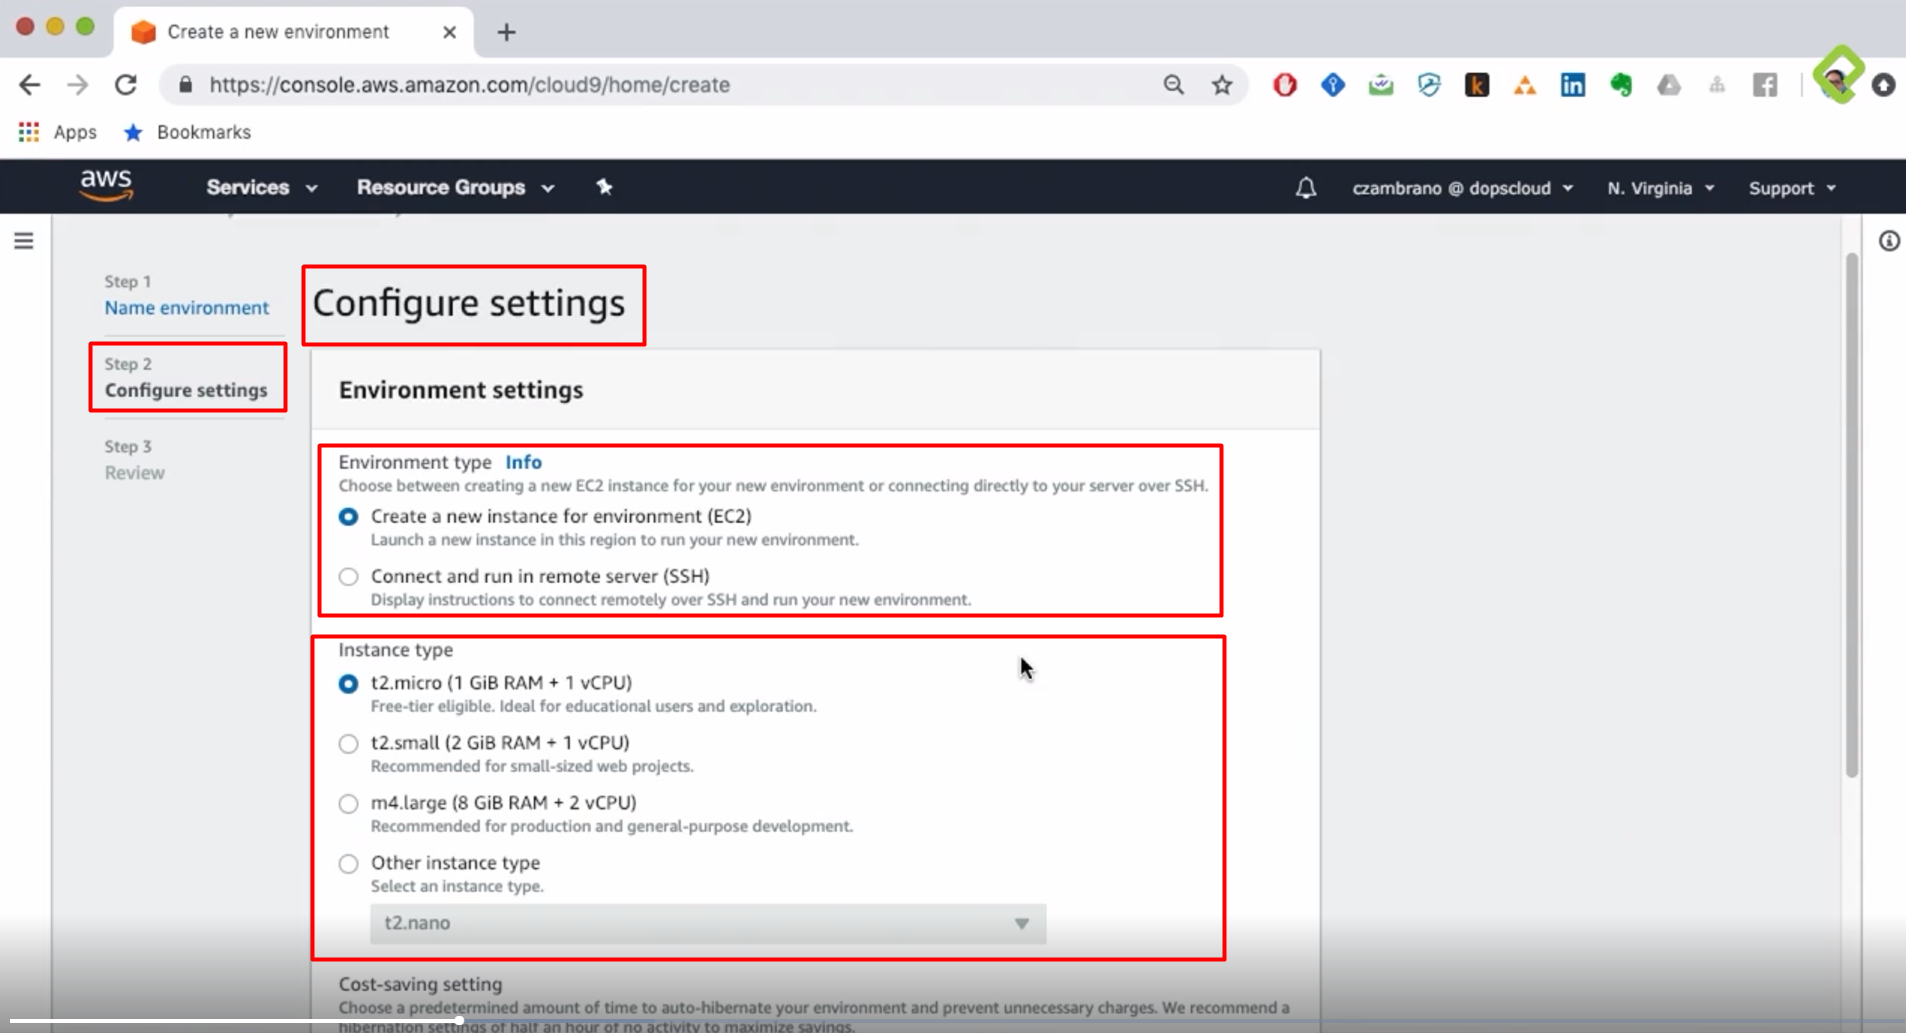 Create a new environment
https://console.aws.amazon.com/cloud9/home/create
Apps
Bookmarks
aws
Services
Resource Groups
czambrano @ dopscloud
N. Virginia
Support
Step 1
Name environment
Step 2
Configure settings
Step 3
Review
Configure settings
Environment settings
Environment type Info
Choose between creating a new EC2 instance for your new environment or connecting directly to your server over SSH.
Create a new instance for environment (EC2)
Launch a new instance in this region to run your new environment.
Connect and run in remote server (SSH)
Display instructions to connect remotely over SSH and run your new environment.
Instance type
t2.micro (1 GiB RAM + 1 vCPU)
Free-tier eligible. Ideal for educational users and exploration.
t2.small (2 GiB RAM + 1 vCPU)
Recommended for small-sized web projects.
m4.large (8 GiB RAM + 2 vCPU)
Recommended for production and general-purpose development.
Other instance type
Select an instance type.
t2.nano
Cost-saving setting
Choose a predetermined amount of time to auto-hibernate your environment and prevent unnecessary charges. We recommend a
hibernation settings of half an hour of no activity to maximize savings.